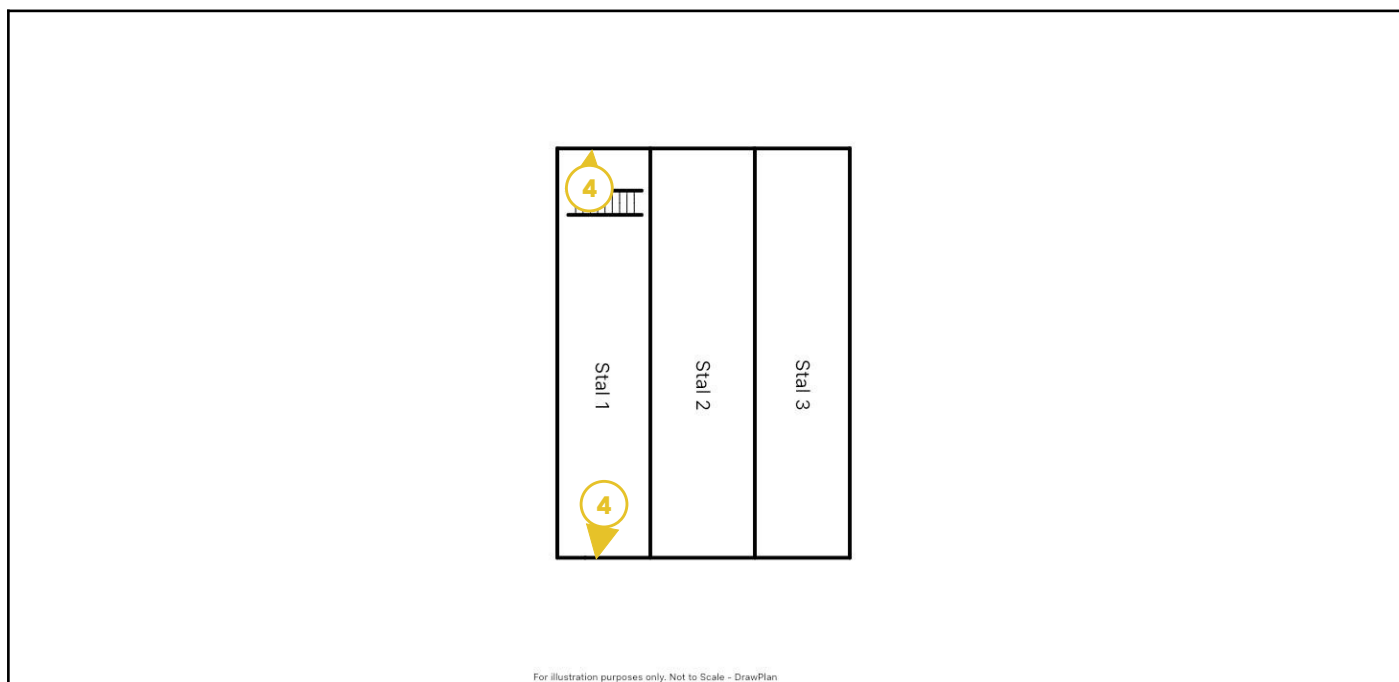 4
Stal 1
Stal 2
Stal 3
4
For illustration purposes only. Not to Scale - DrawPlan